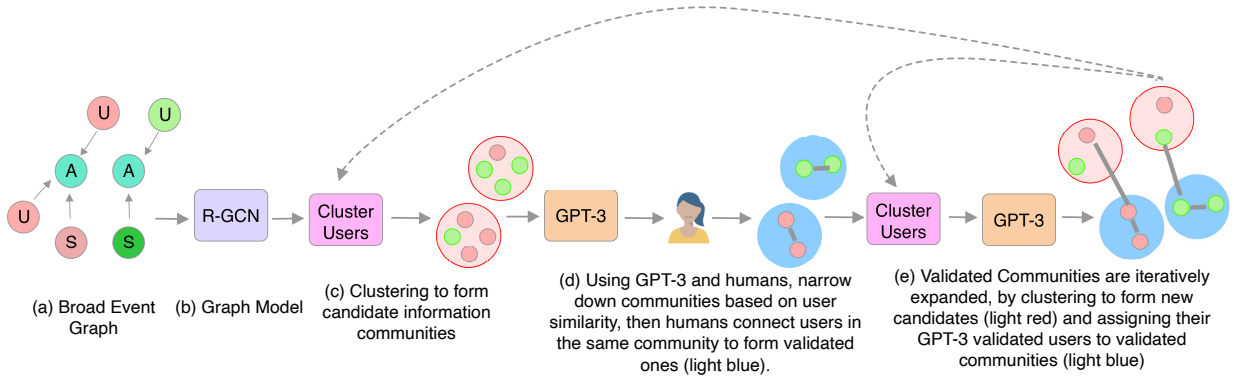 U
U
A
A
U
S
S
R-GCN
Cluster
Users
GPT-3
Cluster
Users
GPT-3
(a) Broad Event
Graph
(b) Graph Model
(c) Clustering to form
candidate information
communities
(d) Using GPT-3 and humans, narrow
down communities based on user
similarity, then humans connect users in
the same community to form validated
ones (light blue).
(e) Validated Communities are iteratively
expanded, by clustering to form new
candidates (light red) and assigning their
GPT-3 validated users to validated
communities (light blue)